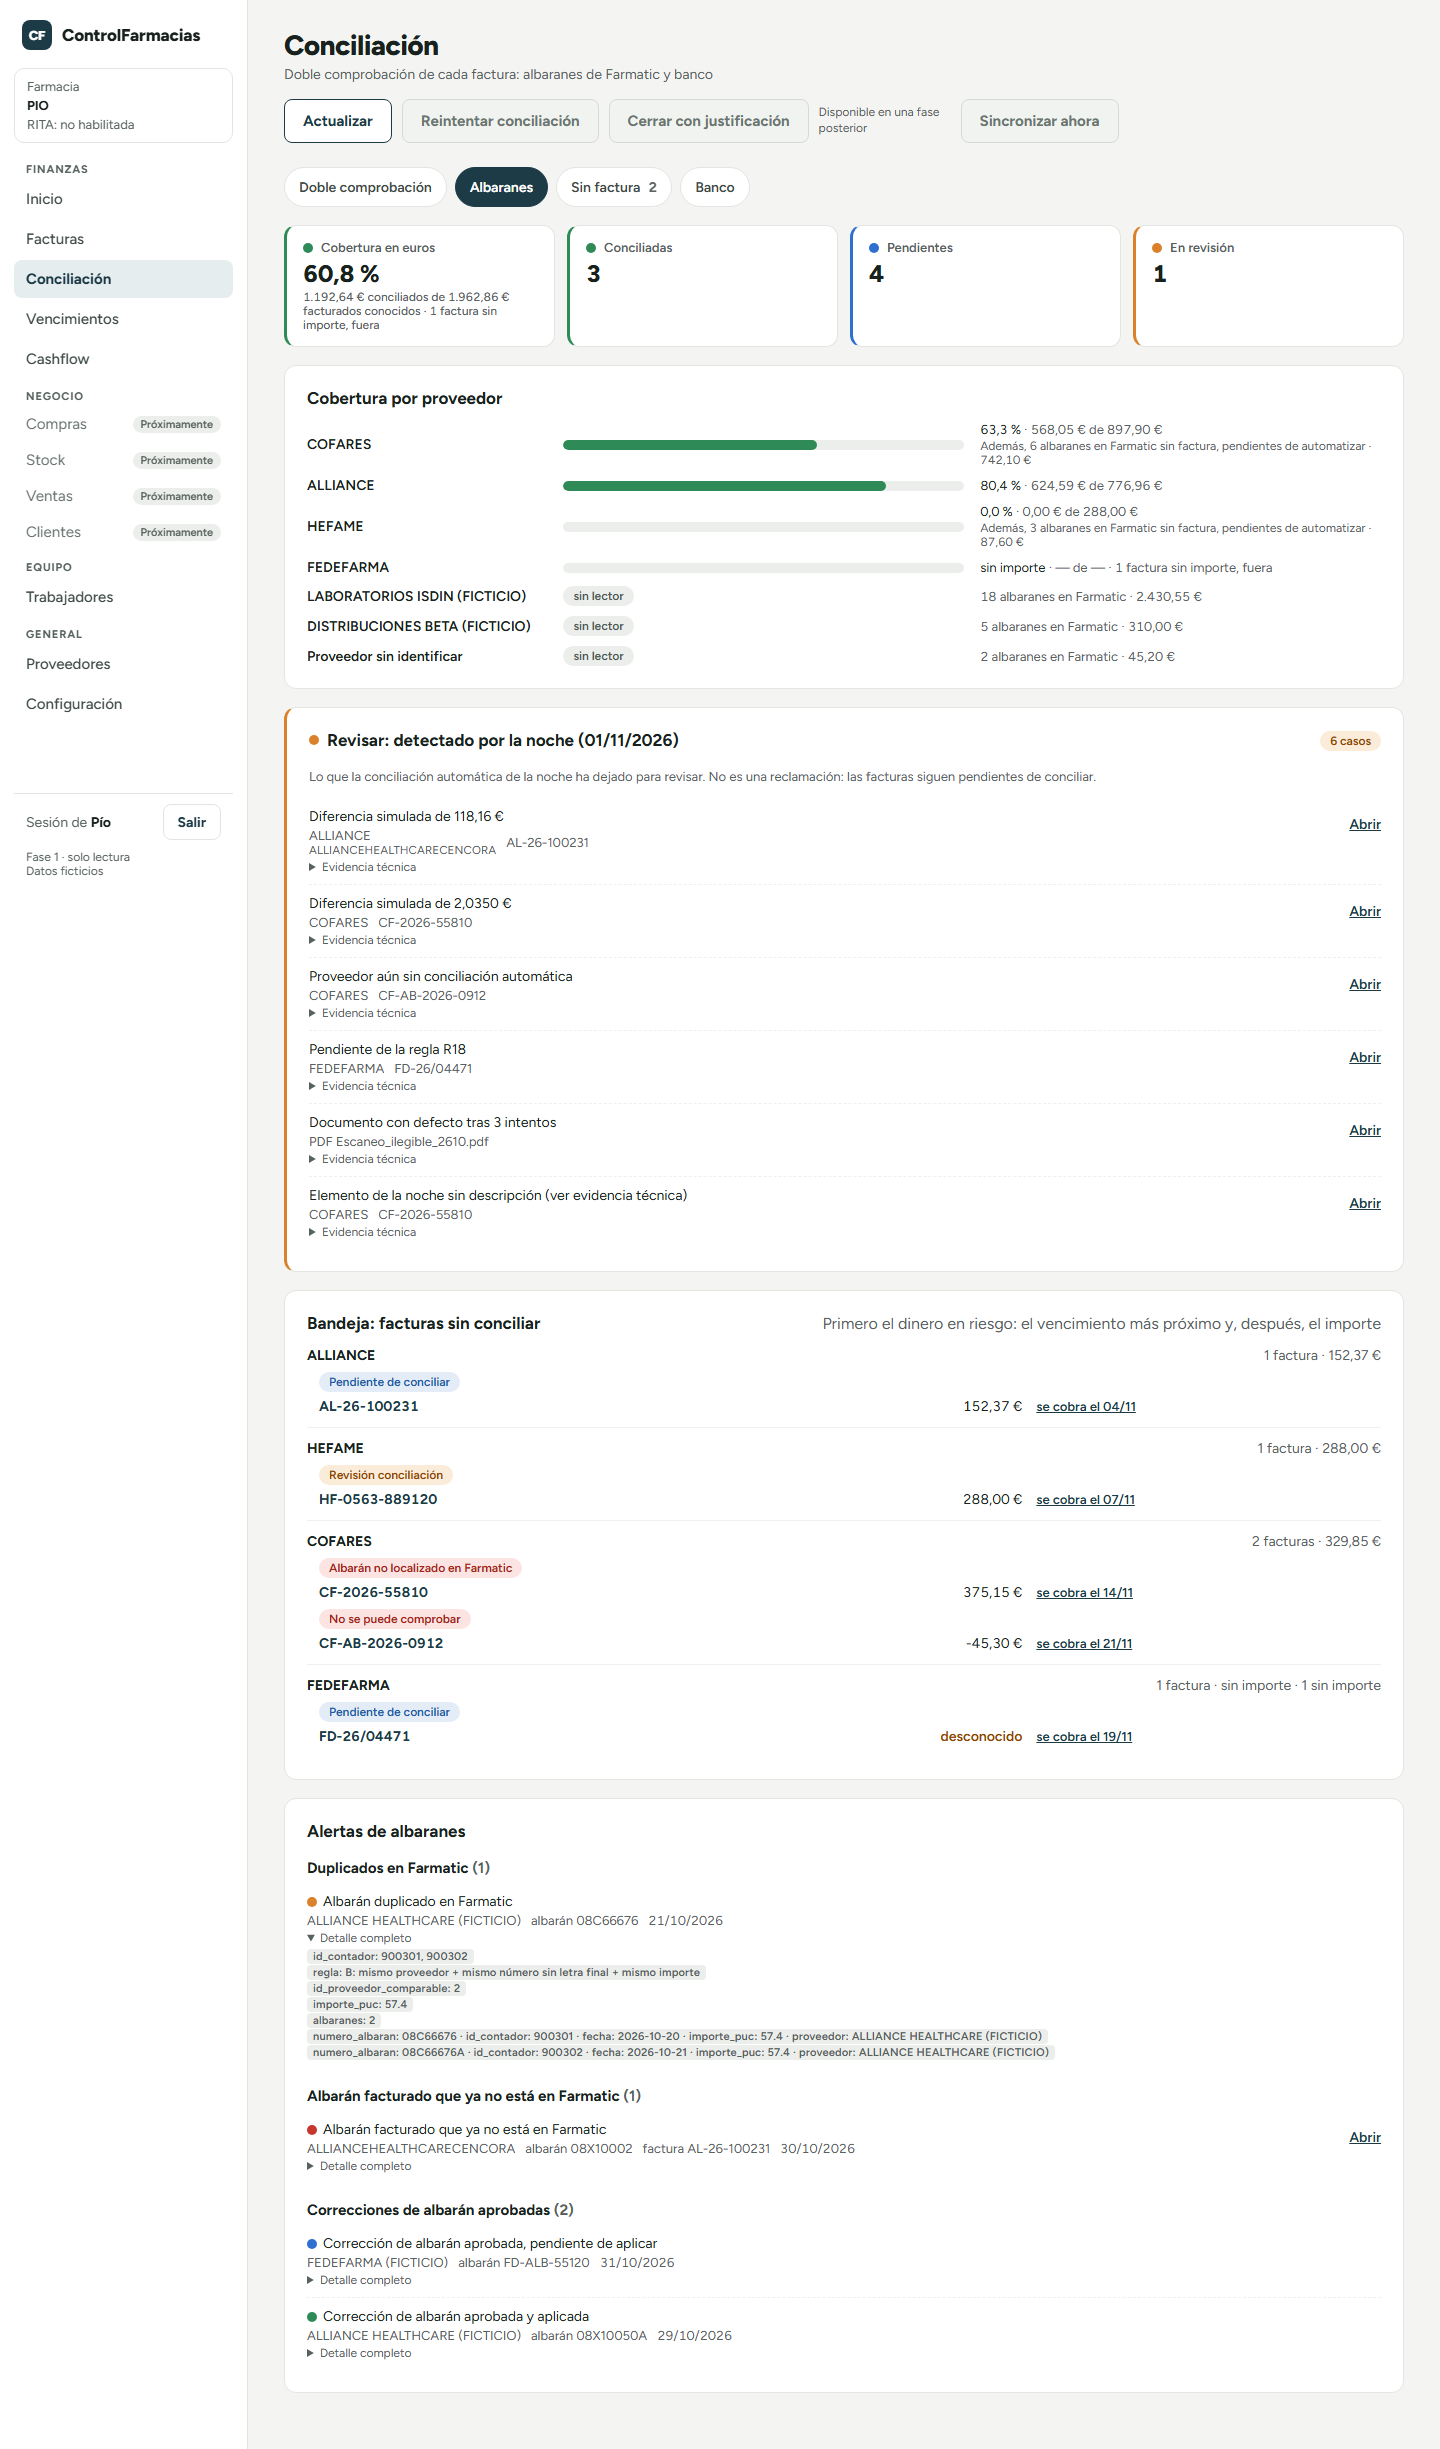 CF ControlFarmacias
Farmacia
PIO
RITA: no habilitada
FINANZAS
Inicio
Facturas
Conciliación
Vencimientos
Cashflow
NEGOCIO
Compras Próximamente
Stock Próximamente
Ventas Próximamente
Clientes Próximamente
EQUIPO
Trabajadores
GENERAL
Proveedores
Configuración
Sesión de Pío Salir
Fase 1 · solo lectura
Datos ficticios
Conciliación
Doble comprobación de cada factura: albaranes de Farmatic y banco
Actualizar Reintentar conciliación Cerrar con justificación Disponible en una fase posterior Sincronizar ahora
Doble comprobación Albaranes Sin factura 2 Banco
Cobertura en euros
60,8 %
1.192,64 € conciliados de 1.962,86 €
facturados conocidos · 1 factura sin
importe, fuera
Conciliadas
3
Pendientes
4
En revisión
1
Cobertura por proveedor
COFARES
63,3 % · 568,05 € de 897,90 €
Además, 6 albaranes en Farmatic sin factura, pendientes de automatizar ·
742,10 €
ALLIANCE 80,4 % · 624,59 € de 776,96 €
HEFAME
0,0 % · 0,00 € de 288,00 €
Además, 3 albaranes en Farmatic sin factura, pendientes de automatizar ·
87,60 €
FEDEFARMA sin importe · — de — · 1 factura sin importe, fuera
LABORATORIOS ISDIN (FICTICIO) sin lector 18 albaranes en Farmatic · 2.430,55 €
DISTRIBUCIONES BETA (FICTICIO) sin lector 5 albaranes en Farmatic · 310,00 €
Proveedor sin identificar sin lector 2 albaranes en Farmatic · 45,20 €
Revisar: detectado por la noche (01/11/2026) 6 casos
Lo que la conciliación automática de la noche ha dejado para revisar. No es una reclamación: las facturas siguen pendientes de conciliar.
Diferencia simulada de 118,16 € Abrir
ALLIANCE
ALLIANCEHEALTHCARECENCORA AL-26-100231
Evidencia técnica
Diferencia simulada de 2,0350 € Abrir
COFARES CF-2026-55810
Evidencia técnica
Proveedor aún sin conciliación automática Abrir
COFARES CF-AB-2026-0912
Evidencia técnica
Pendiente de la regla R18 Abrir
FEDEFARMA FD-26/04471
Evidencia técnica
Documento con defecto tras 3 intentos Abrir
PDF Escaneo_ilegible_2610.pdf
Evidencia técnica
Elemento de la noche sin descripción (ver evidencia técnica) Abrir
COFARES CF-2026-55810
Evidencia técnica
Bandeja: facturas sin conciliar Primero el dinero en riesgo: el vencimiento más próximo y, después, el importe
ALLIANCE 1 factura · 152,37 €
Pendiente de conciliar
AL-26-100231 152,37 € se cobra el 04/11
HEFAME 1 factura · 288,00 €
Revisión conciliación
HF-0563-889120 288,00 € se cobra el 07/11
COFARES 2 facturas · 329,85 €
Albarán no localizado en Farmatic
CF-2026-55810 375,15 € se cobra el 14/11
No se puede comprobar
CF-AB-2026-0912 -45,30 € se cobra el 21/11
FEDEFARMA 1 factura · sin importe · 1 sin importe
Pendiente de conciliar
FD-26/04471 desconocido se cobra el 19/11
Alertas de albaranes
Duplicados en Farmatic (1)
Albarán duplicado en Farmatic
ALLIANCE HEALTHCARE (FICTICIO) albarán 08C66676 21/10/2026
Detalle completo
id_contador: 900301, 900302
regla: B: mismo proveedor + mismo número sin letra final + mismo importe
id_proveedor_comparable: 2
importe_puc: 57.4
albaranes: 2
numero_albaran: 08C66676 · id_contador: 900301 · fecha: 2026-10-20 · importe_puc: 57.4 · proveedor: ALLIANCE HEALTHCARE (FICTICIO)
numero_albaran: 08C66676A · id_contador: 900302 · fecha: 2026-10-21 · importe_puc: 57.4 · proveedor: ALLIANCE HEALTHCARE (FICTICIO)
Albarán facturado que ya no está en Farmatic (1)
Albarán facturado que ya no está en Farmatic Abrir
ALLIANCEHEALTHCARECENCORA albarán 08X10002 factura AL-26-100231 30/10/2026
Detalle completo
Correcciones de albarán aprobadas (2)
Corrección de albarán aprobada, pendiente de aplicar
FEDEFARMA (FICTICIO) albarán FD-ALB-55120 31/10/2026
Detalle completo
Corrección de albarán aprobada y aplicada
ALLIANCE HEALTHCARE (FICTICIO) albarán 08X10050A 29/10/2026
Detalle completo